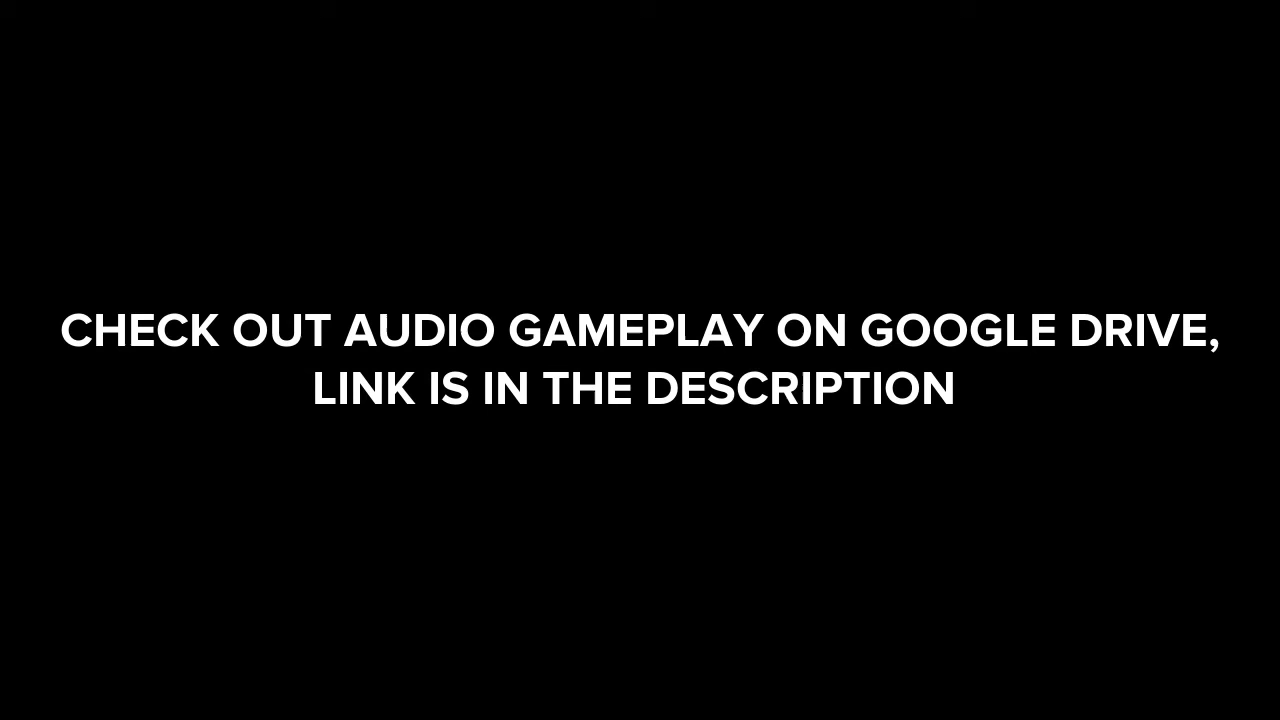 CHECK OUT AUDIO GAMEPLAY ON GOOGLE DRIVE,
LINK IS IN THE DESCRIPTION